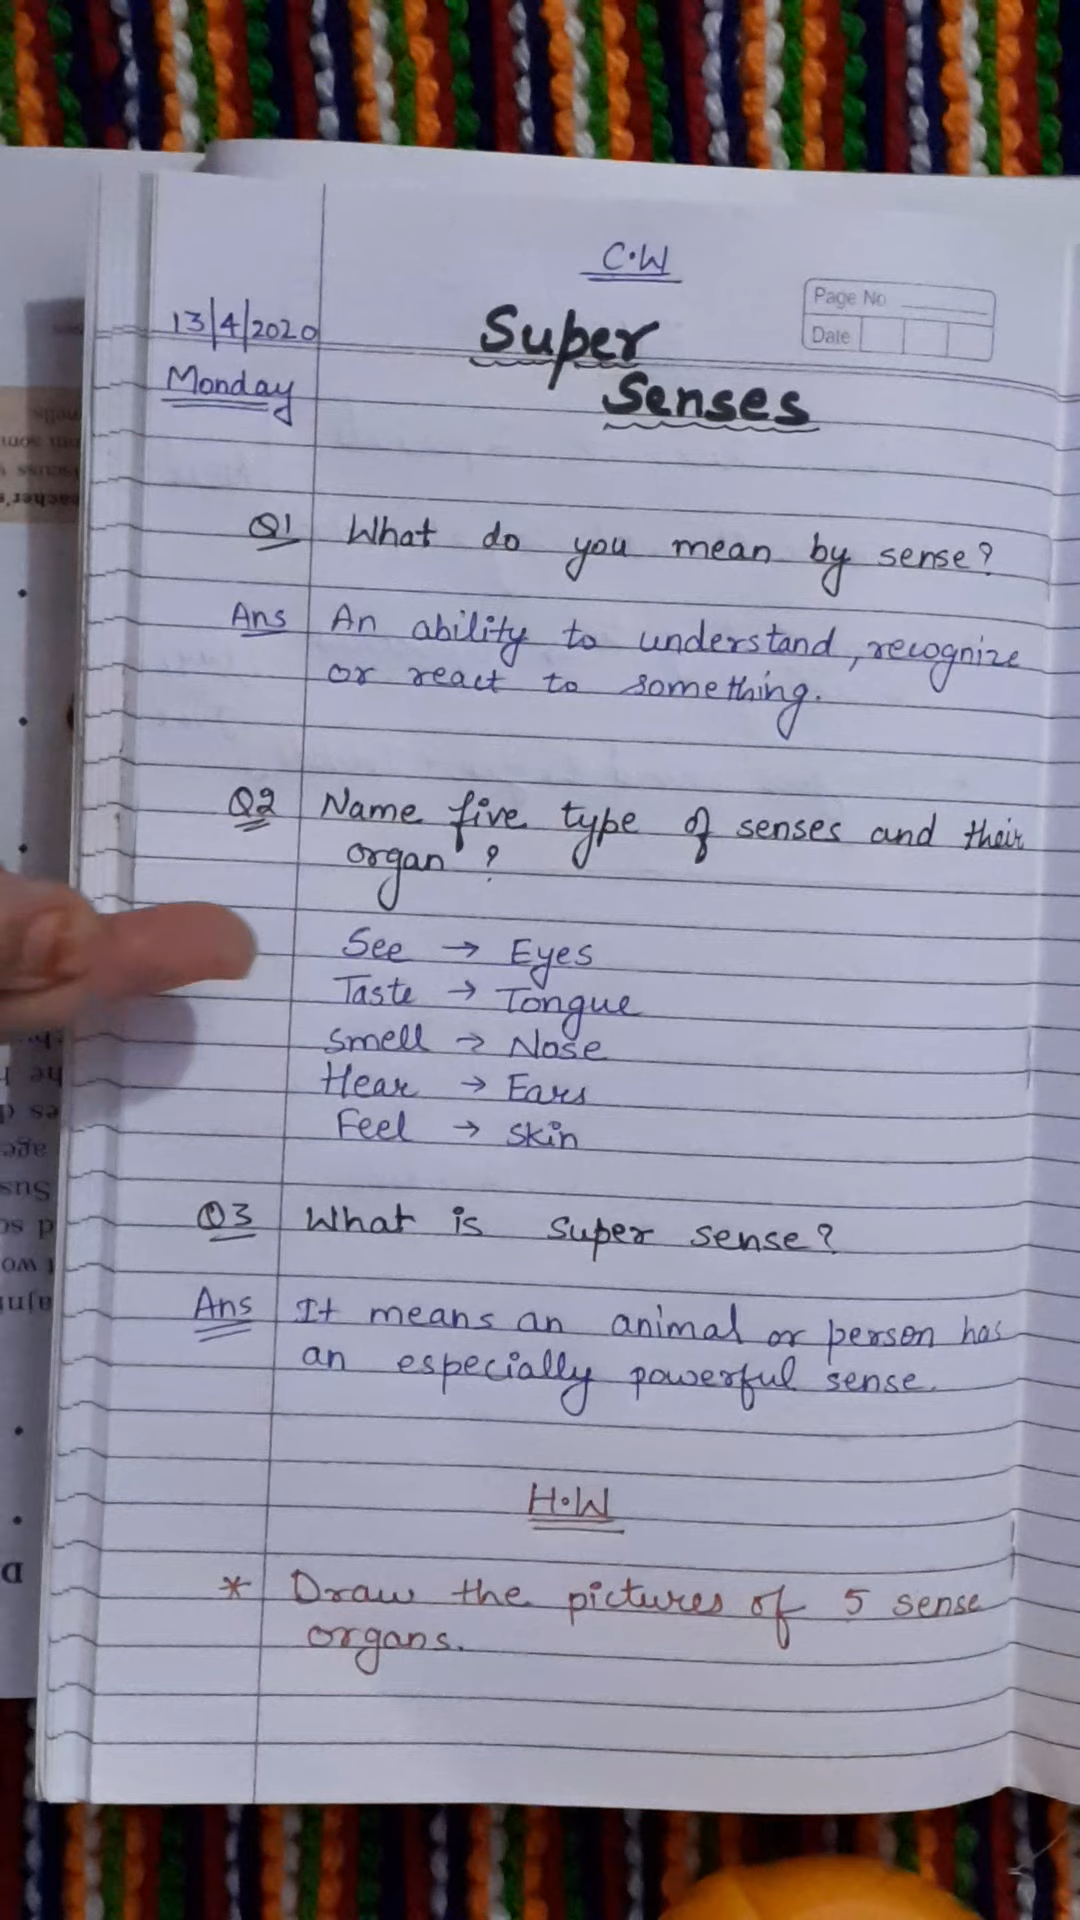 C.W
Page No
Date
13/4/2020
Monday
Super
Senses
Q1 What do you mean by sense?
Ans An ability to understand, recognize
or react to something.
Q2 Name five type of senses and their
organ ?
See → Eyes
Taste → Tongue
Smell → Nose
Hear → Ears
Feel → Skin
Q3 What is Super sense?
Ans It means an animal or person has
an especially powerful sense.
H.W
* Draw the pictures of 5 sense
organs.